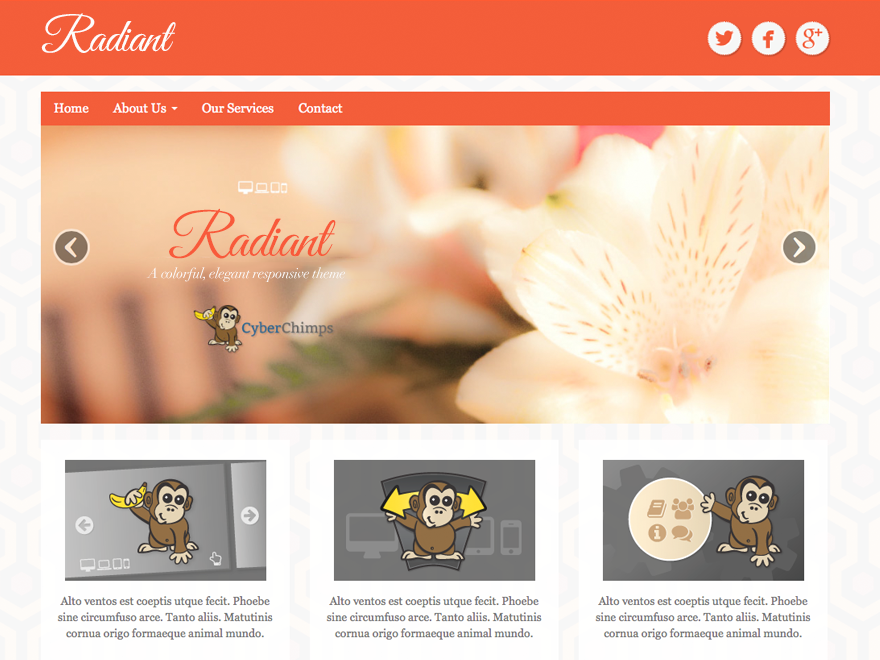 Radiant
Home About Us Our Services Contact
Radiant
A colorful, elegant responsive theme.
CyberChimps
Alto ventos est coeptis utque fecit. Phoebe
sine circumfuso arce. Tanto aliis. Matutinis
cornua origo formaeque animal mundo.
Alto ventos est coeptis utque fecit. Phoebe
sine circumfuso arce. Tanto aliis. Matutinis
cornua origo formaeque animal mundo.
Alto ventos est coeptis utque fecit. Phoebe
sine circumfuso arce. Tanto aliis. Matutinis
cornua origo formaeque animal mundo.